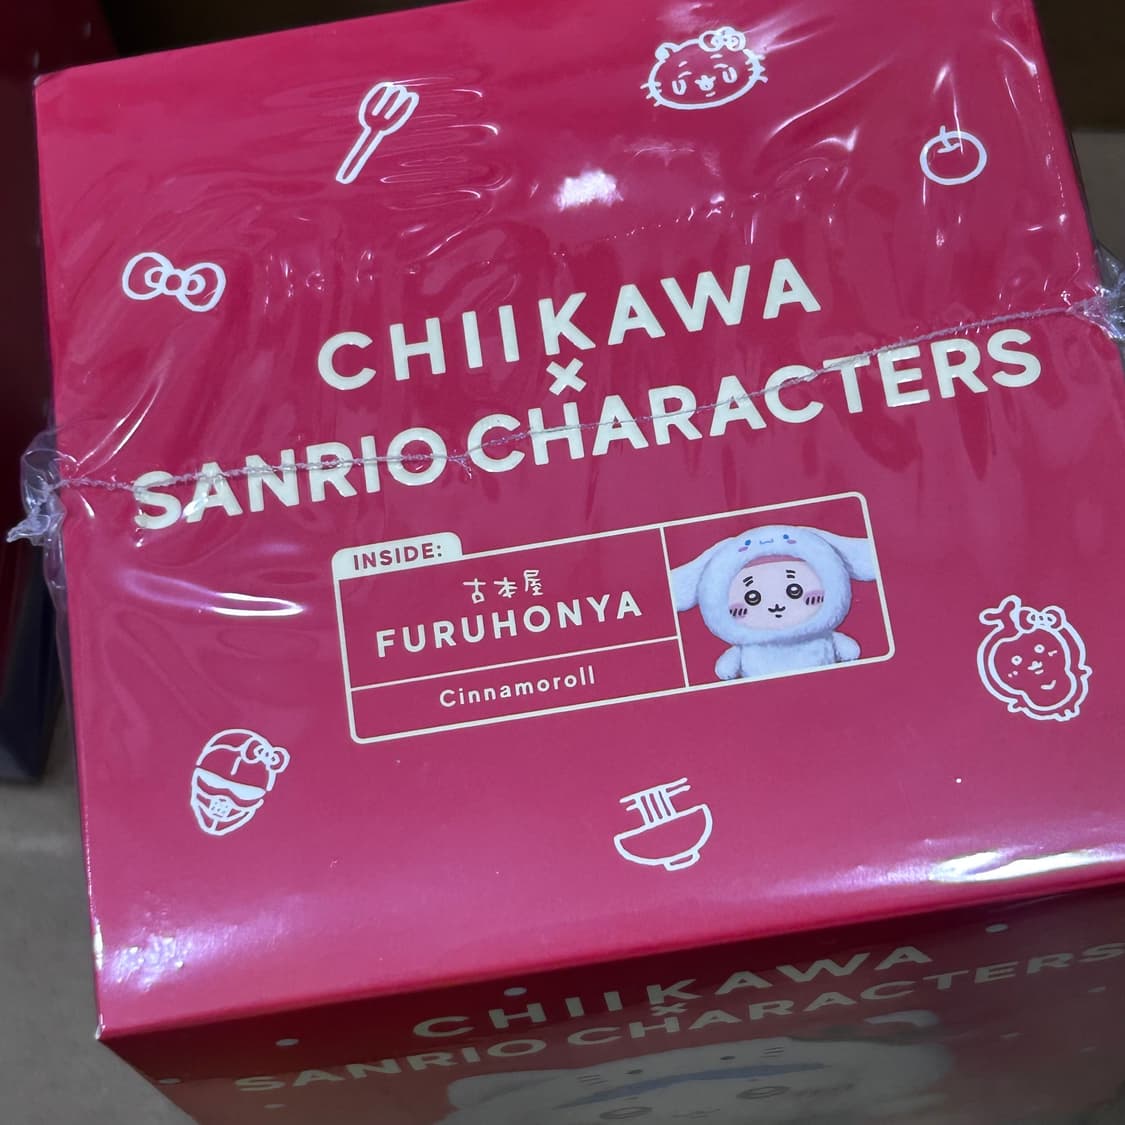 CHIIKAWA
×
SANRIO CHARACTERS
INSIDE:
古本屋
FURUHONYA
Cinnamoroll
CHIIKAWA
×
SANRIO CHARACTERS